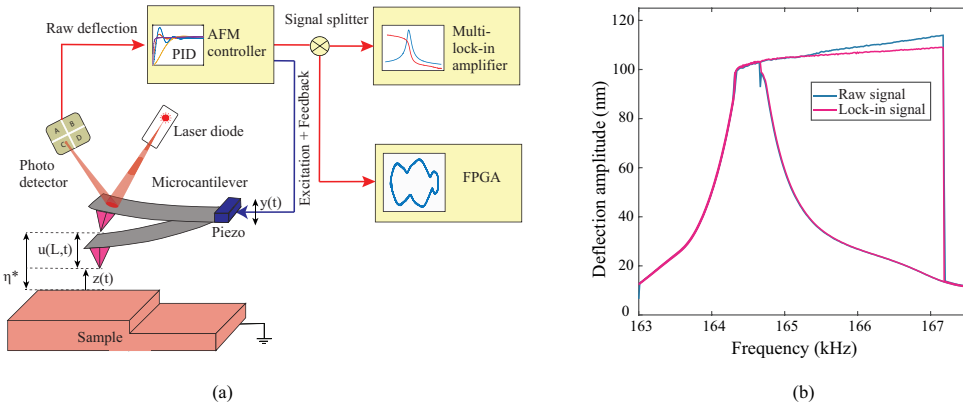 Raw deflection
PID
AFM
controller
Signal splitter
Multi-
lock-in
amplifier
A
B
C
D
Laser diode
Photo
detector
Microcantilever
Excitation + Feedback
FPGA
y(t)
Piezo
u(L,t)
η*
z(t)
Sample
(a)
Deflection amplitude (nm)
120
100
80
60
40
20
0
Raw signal
Lock-in signal
163
164
165
166
167
Frequency (kHz)
(b)